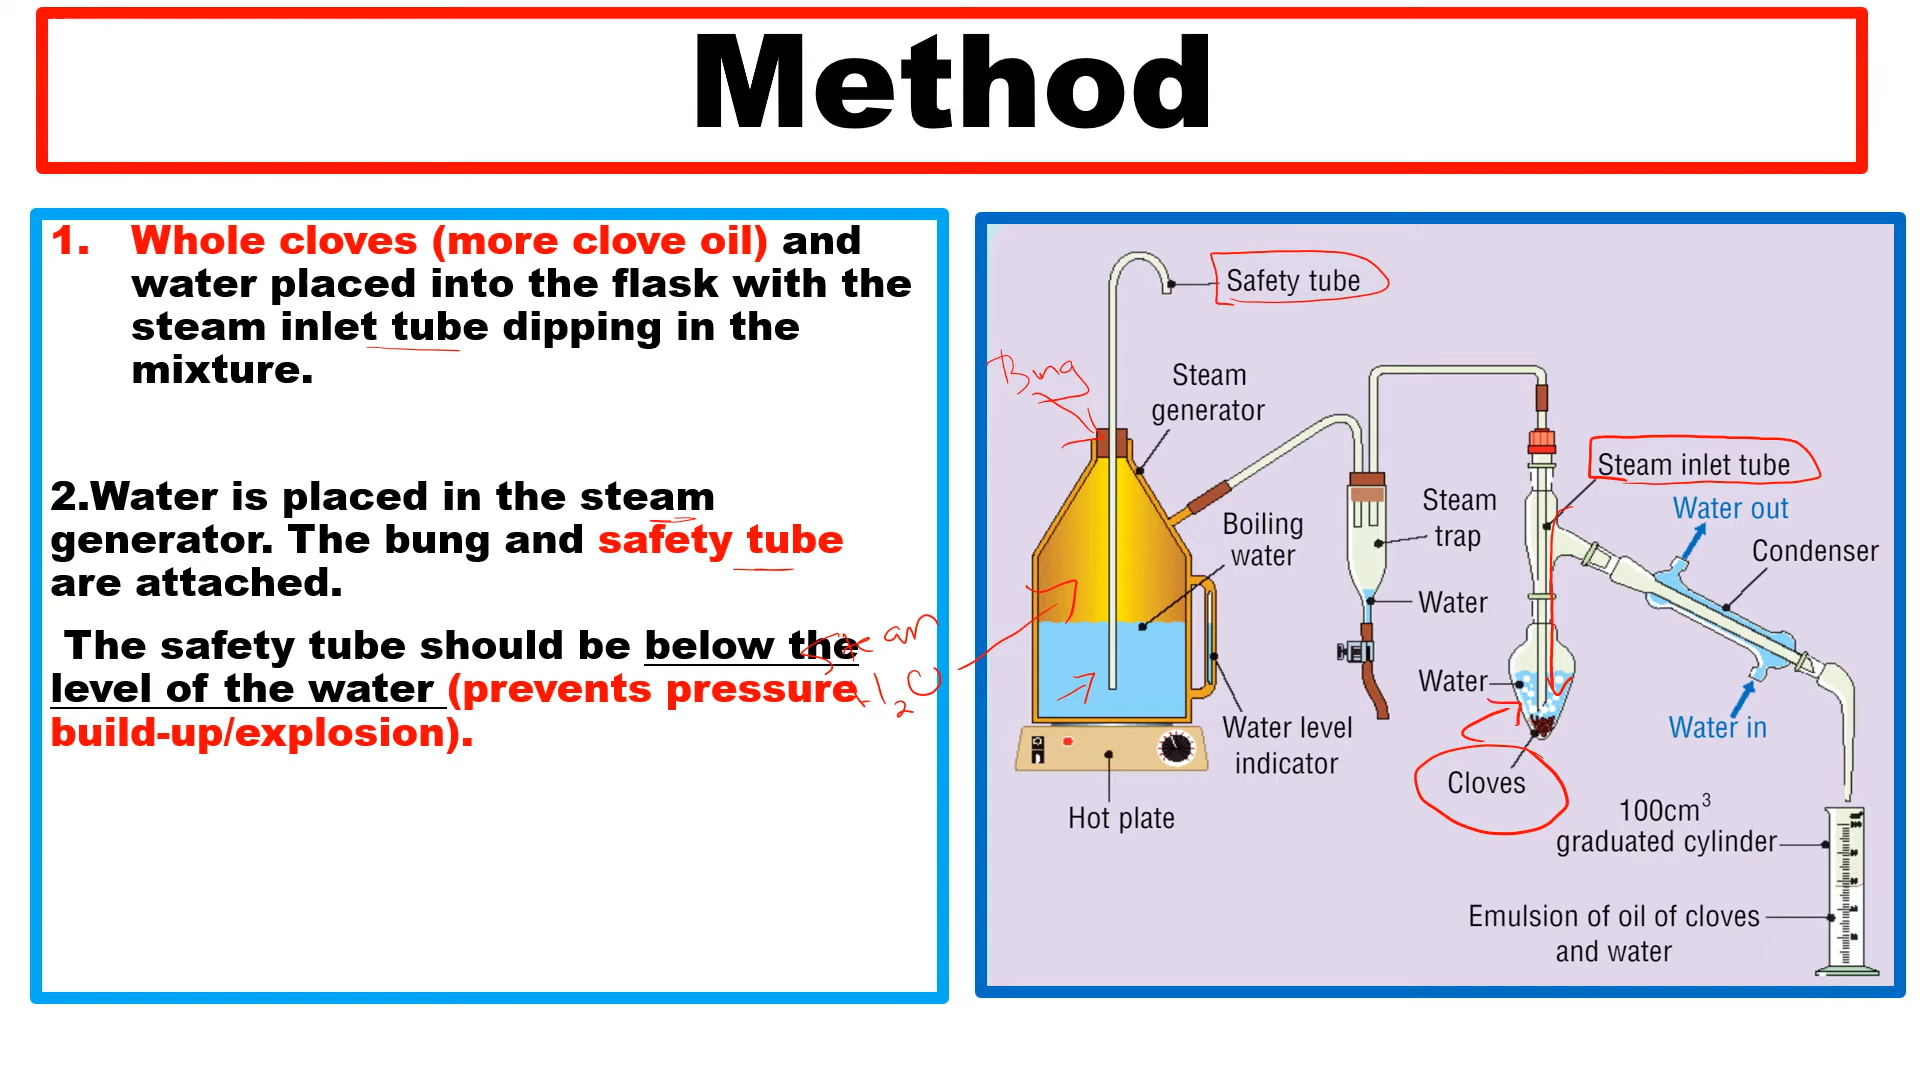 Method
1. Whole cloves (more clove oil) and
water placed into the flask with the
steam inlet tube dipping in the
mixture.
2.Water is placed in the steam
generator. The bung and safety tube
are attached.
The safety tube should be below the
level of the water (prevents pressure
build-up/explosion).
Steam
H₂O
Safety tube
Bung
Steam
generator
Steam inlet tube
Steam
trap
Boiling
water
Water out
Condenser
Water
Water
Water level
indicator
Water in
Cloves
Hot plate
100cm³
graduated cylinder
Emulsion of oil of cloves
and water